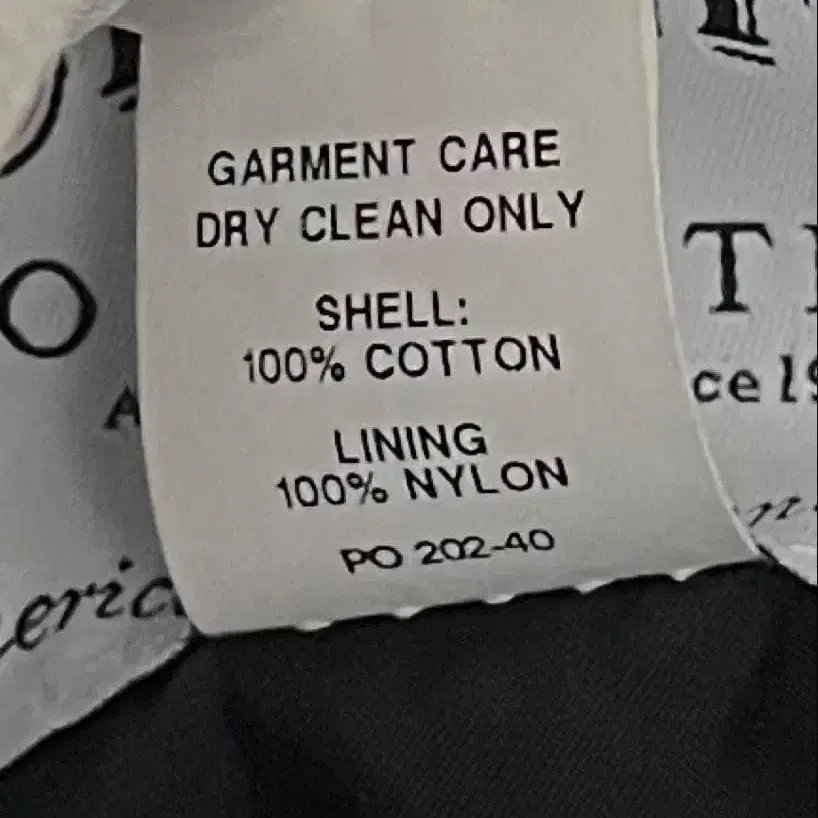 GARMENT CARE
DRY CLEAN ONLY
SHELL:
100% COTTON
LINING
100% NYLON
PO 202-40